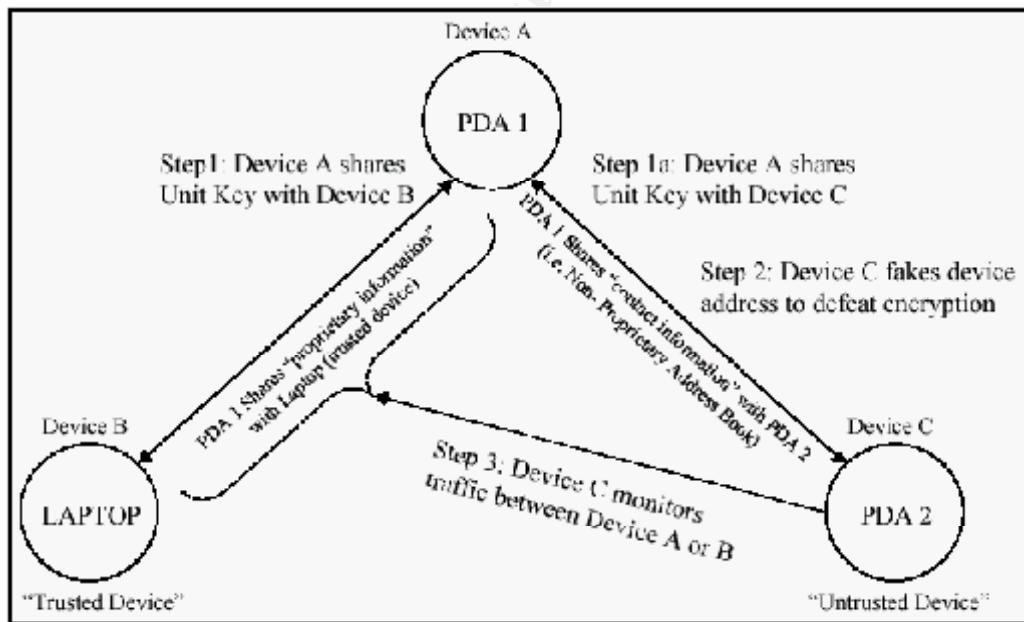 Device A
PDA 1
Step1: Device A shares
Unit Key with Device B
Step 1a: Device A shares
Unit Key with Device C
PDA 1 Shares "proprietary information"
with Laptop (trusted device)
PDA 1 Shares "contact information" with PDA 2
(i.e. Non- Proprietary Address
Book)
Step 2: Device C fakes device
address to defeat encryption
Device B
LAPTOP
"Trusted Device"
Step 3: Device C monitors
traffic between Device A or B
Device C
PDA 2
"Untrusted Device"